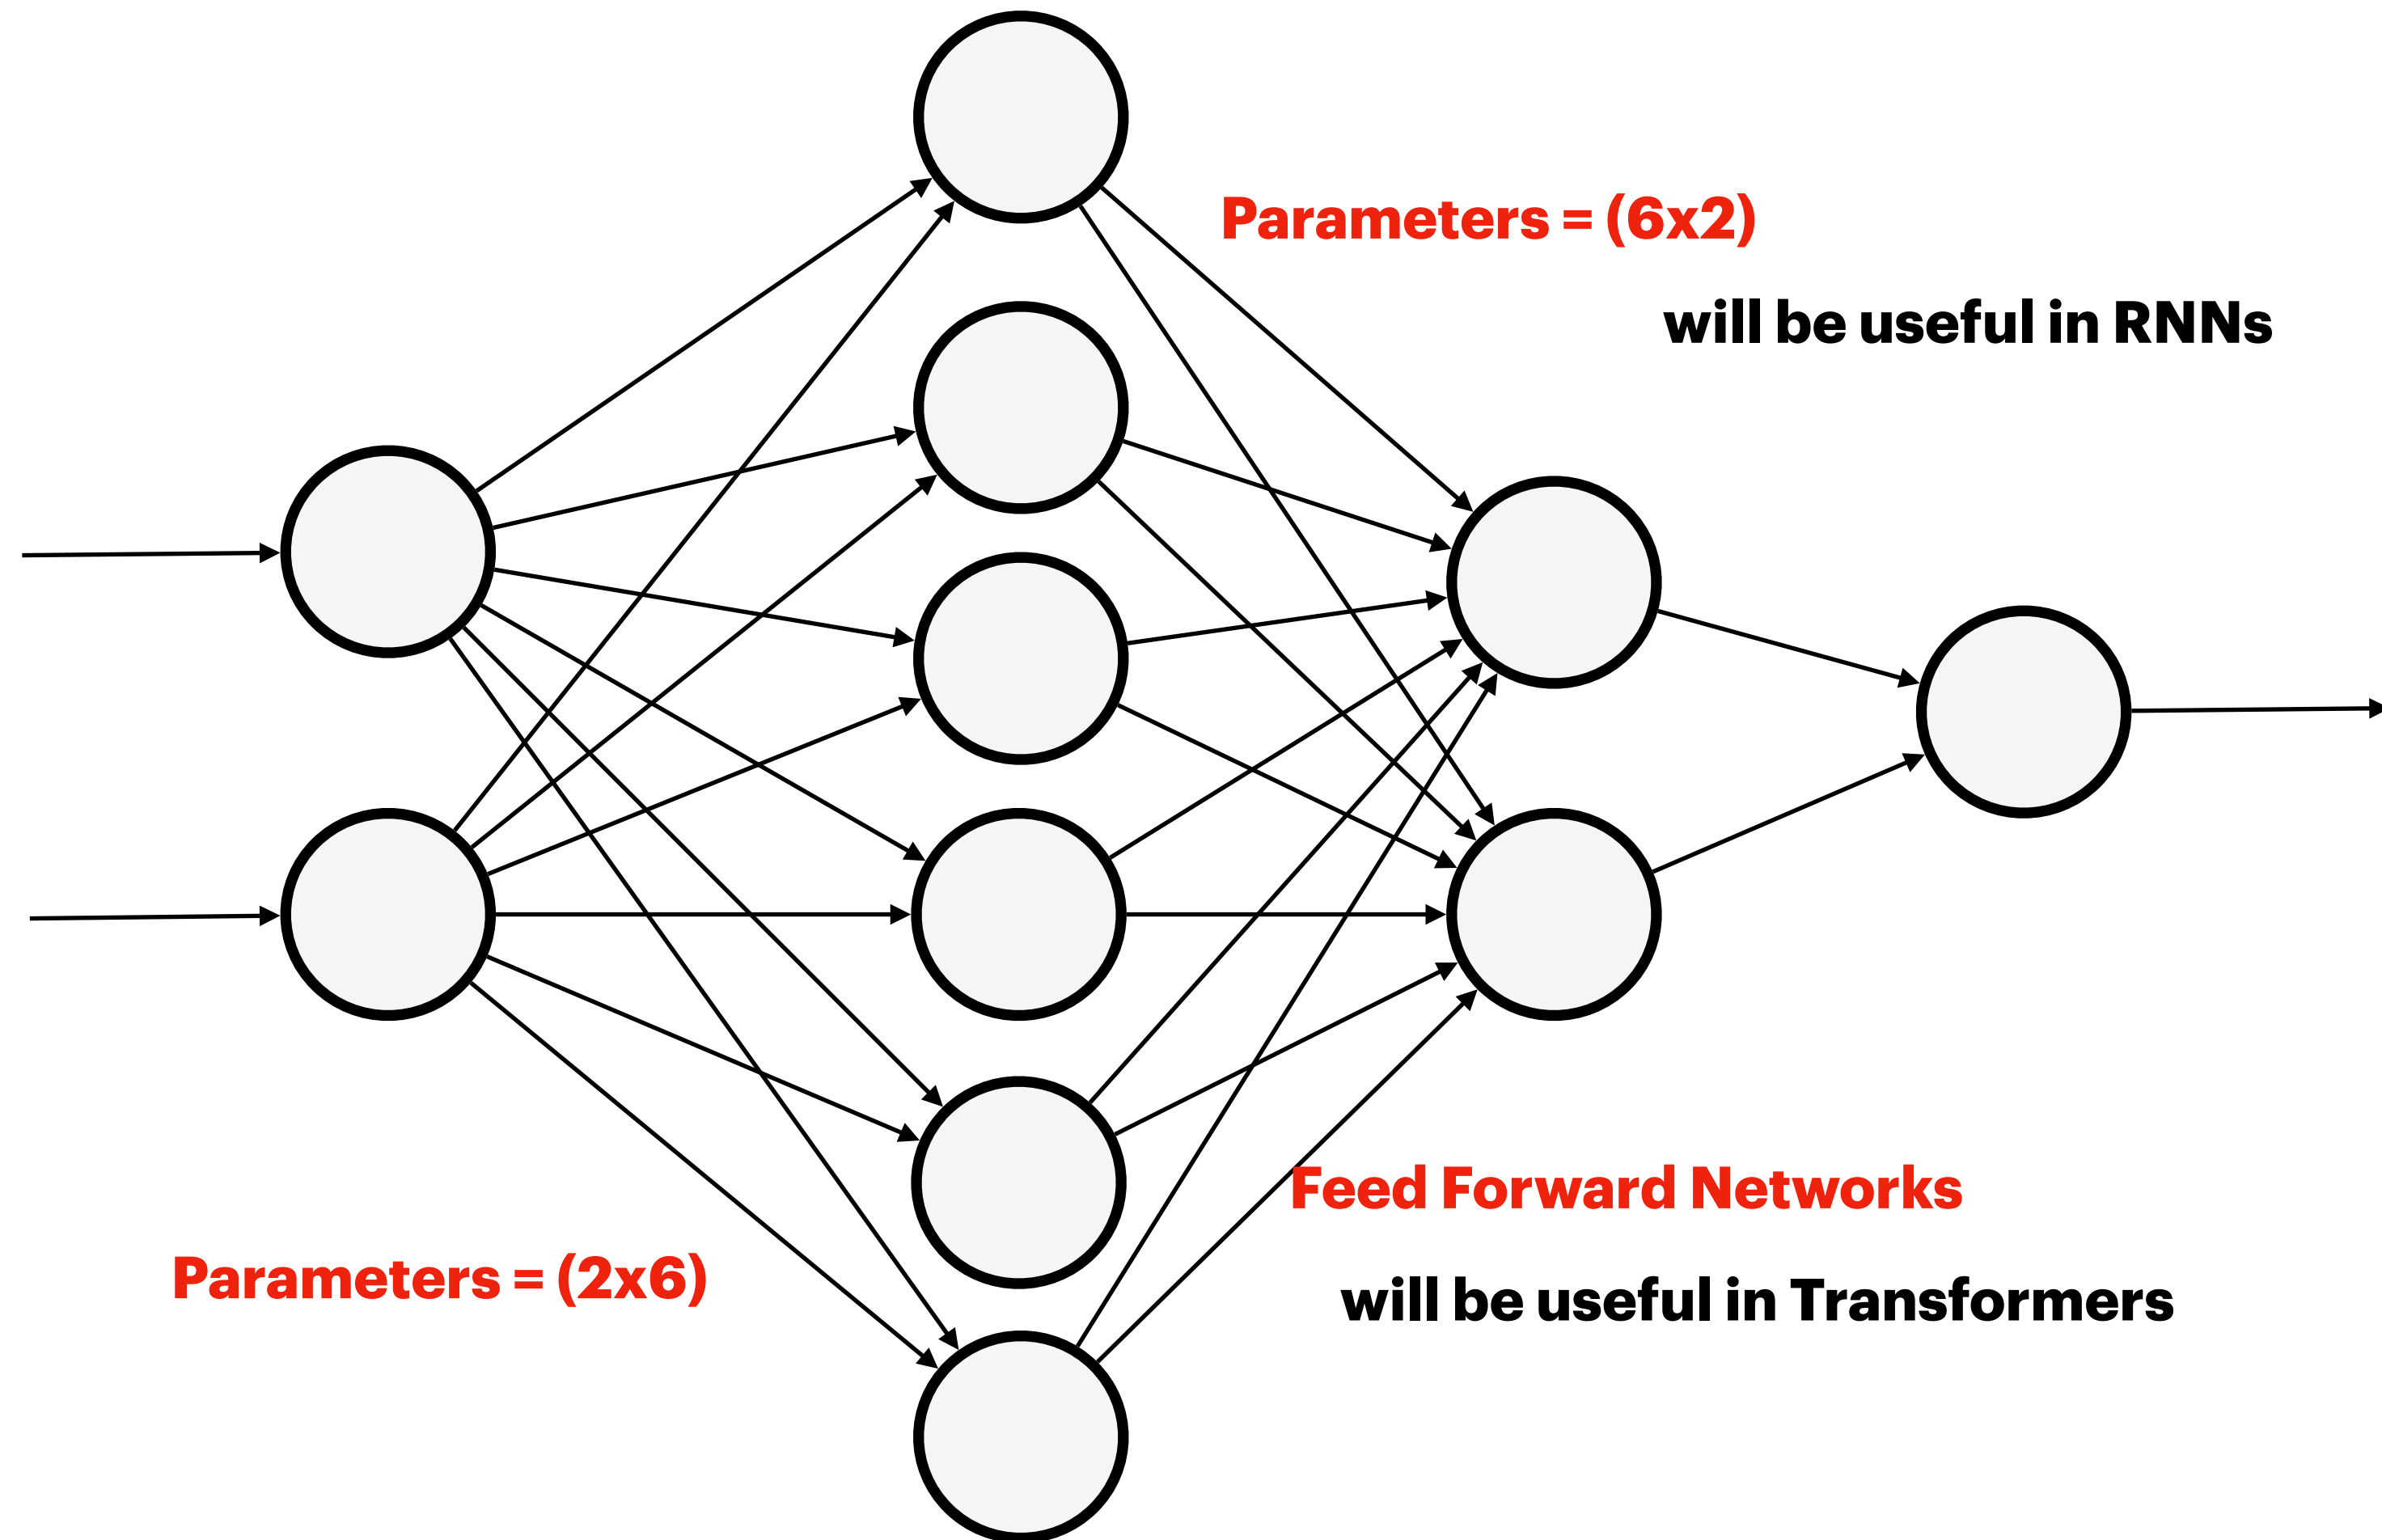 Parameters = (6x2)
will be useful in RNNs
Feed Forward Networks
Parameters = (2x6)
will be useful in Transformers